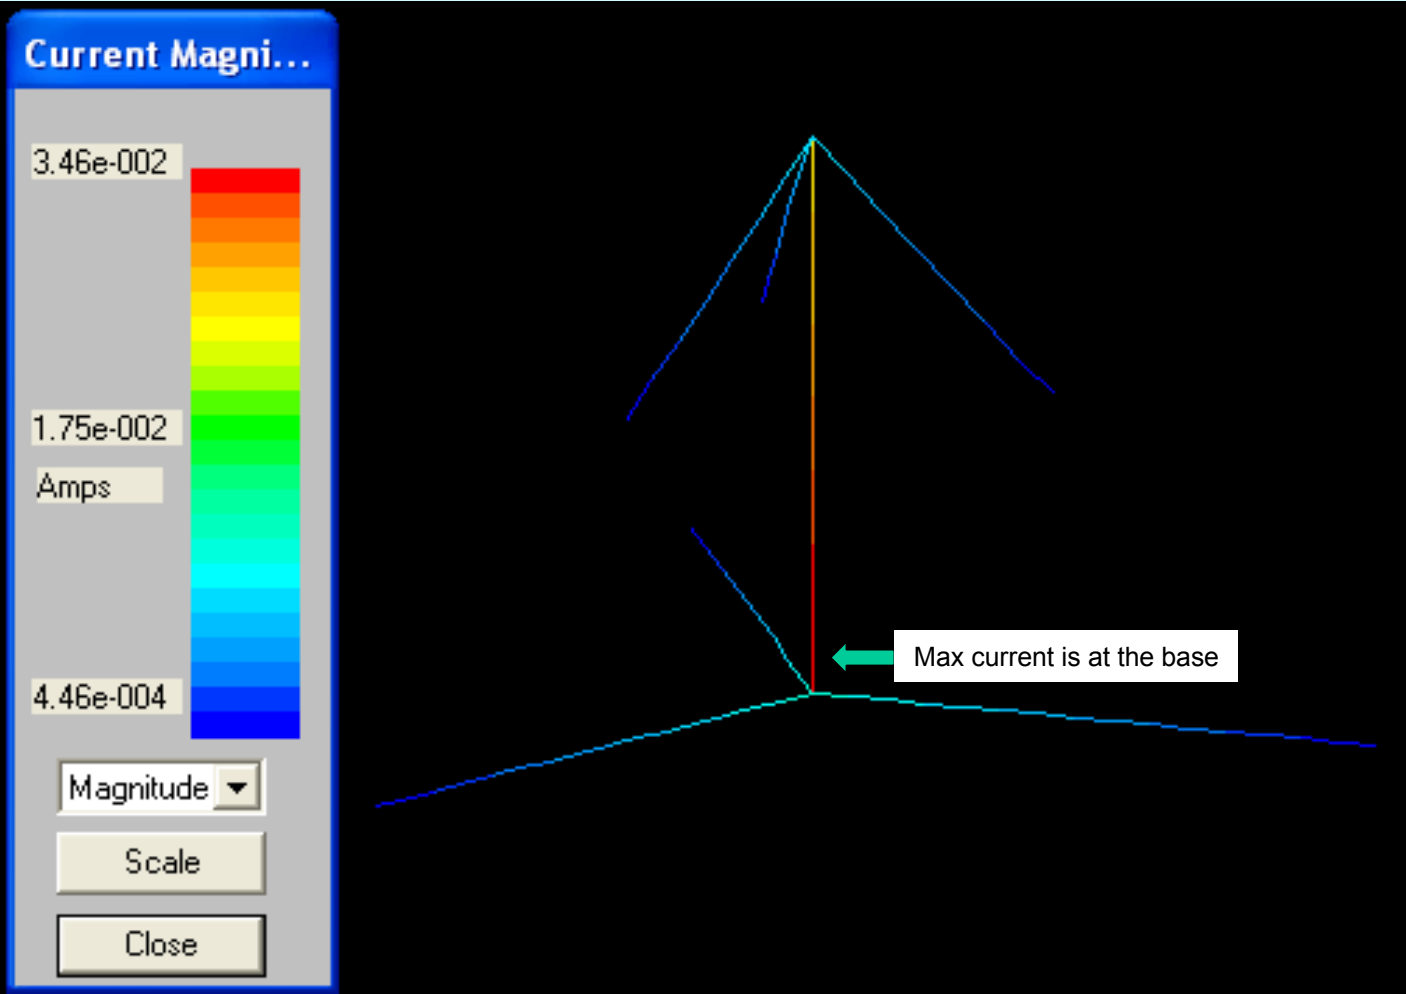 Current Magni...
3.46e-002
1.75e-002
Amps
4.46e-004
Magnitude
Scale
Close
Max current is at the base